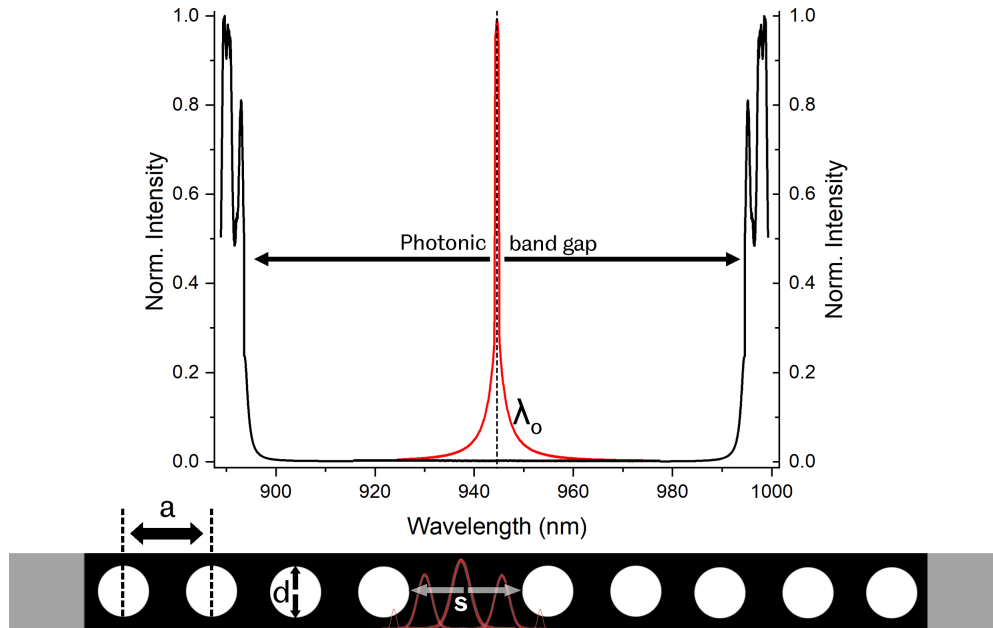 1.0
0.8
0.6
0.4
0.2
0.0
Norm. Intensity
1.0
0.8
0.6
0.4
0.2
0.0
Norm. Intensity
Photonic band gap
λo
900 920 940 960 980 1000
Wavelength (nm)
a
d
s